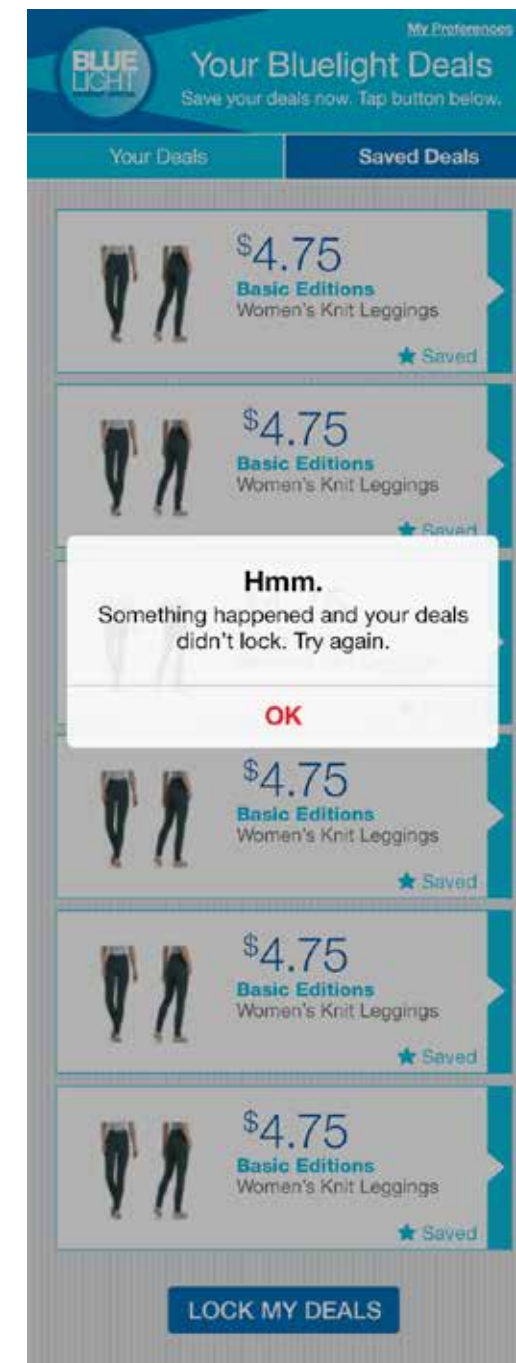 My Preferences
BLUE
LIGHT
Your Bluelight Deals
Save your deals now. Tap button below.
Your Deals
Saved Deals
$4.75
Basic Editions
Women's Knit Leggings
Saved
$4.75
Basic Editions
Women's Knit Leggings
Saved
Hmm.
Something happened and your deals
didn't lock. Try again.
OK
$4.75
Basic Editions
Women's Knit Leggings
Saved
$4.75
Basic Editions
Women's Knit Leggings
Saved
$4.75
Basic Editions
Women's Knit Leggings
Saved
LOCK MY DEALS